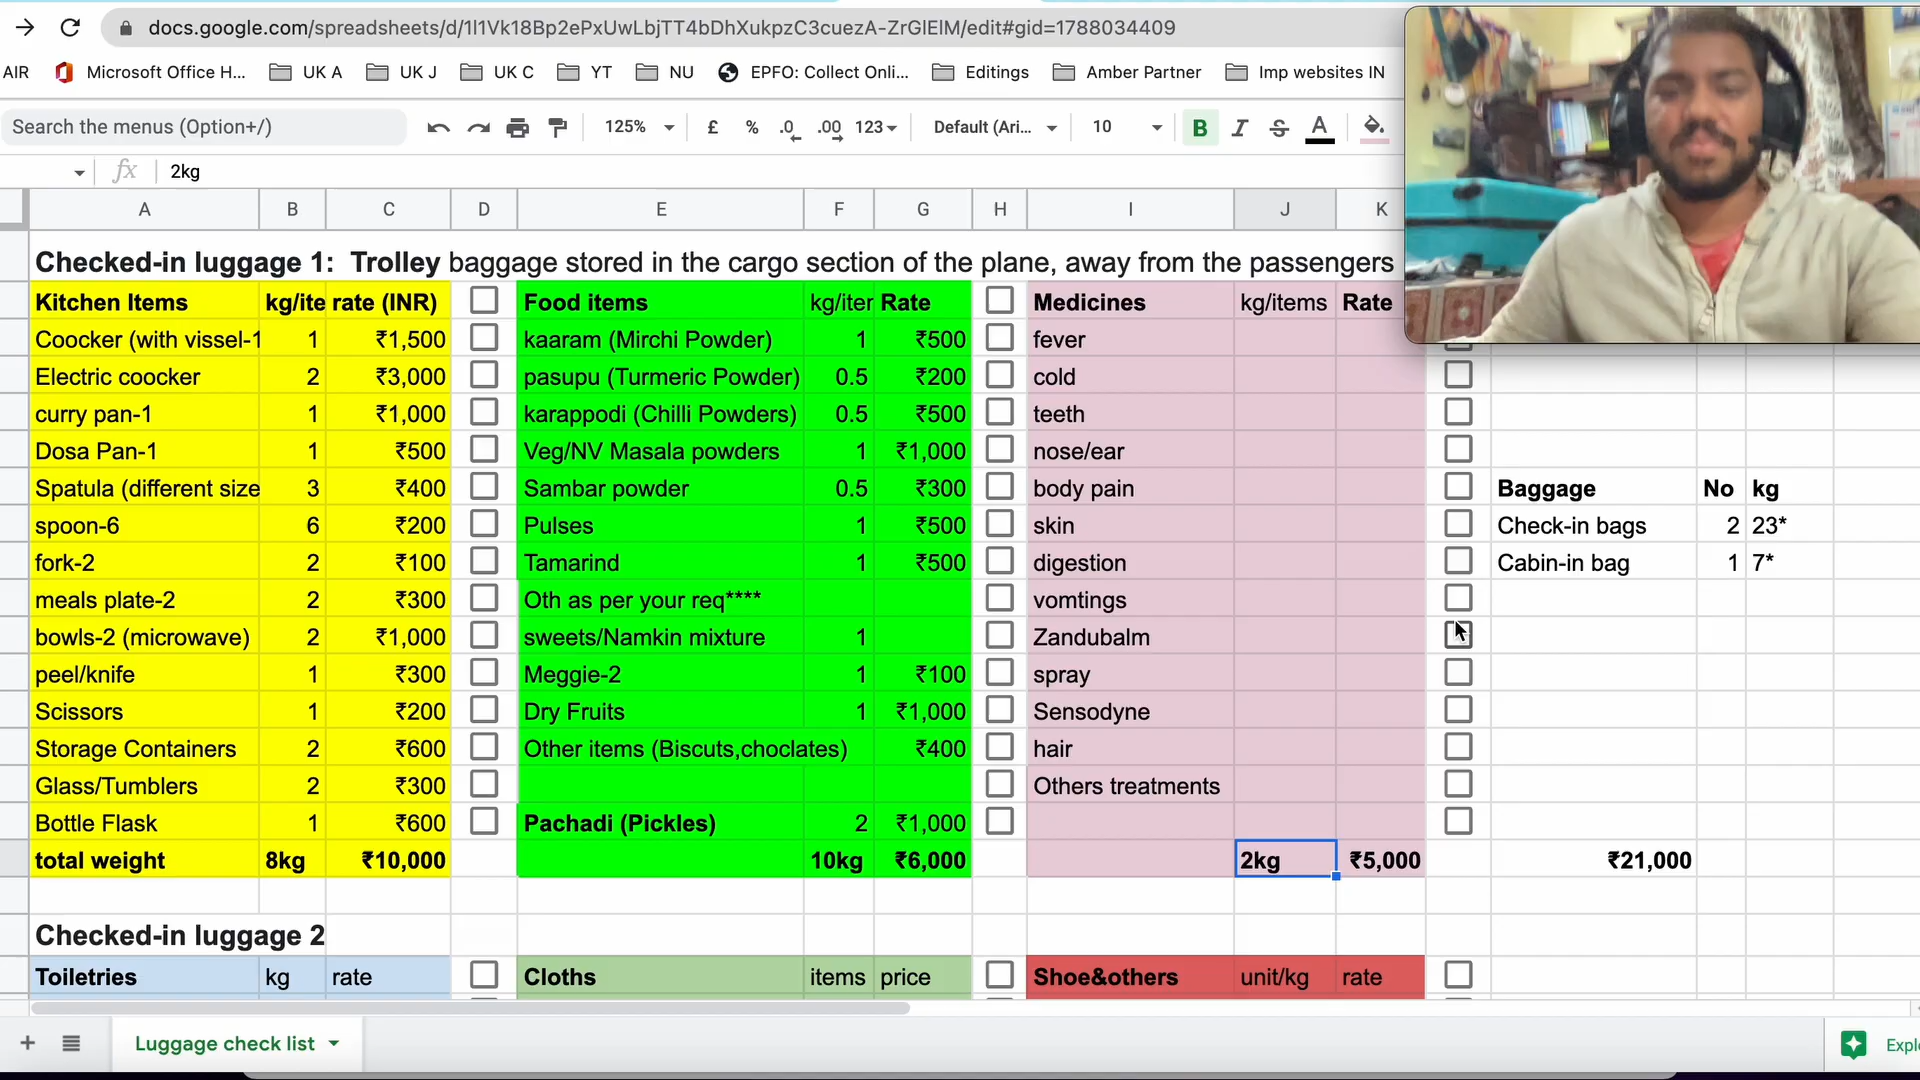 docs.google.com/spreadsheets/d/1I1Vk18Bp2ePxUwLbjTT4bDhXukpzC3cuezA-ZrGlElM/edit#gid=1788034409
AIR Microsoft Office H... UK A UK J UK C YT NU EPFO: Collect Onli... Editings Amber Partner Imp websites IN
Search the menus (Option+/) 125% £ % .0 .00 123 Default (Ari... 10 B I S A
fx 2kg
A B C D E F G H I J K
Checked-in luggage 1: Trolley baggage stored in the cargo section of the plane, away from the passengers
Kitchen Items kg/ite rate (INR) Food items kg/iter Rate Medicines kg/items Rate
Coocker (with vissel-1 1 ₹1,500 kaaram (Mirchi Powder) 1 ₹500 fever
Electric coocker 2 ₹3,000 pasupu (Turmeric Powder) 0.5 ₹200 cold
curry pan-1 1 ₹1,000 karappodi (Chilli Powders) 0.5 ₹500 teeth
Dosa Pan-1 1 ₹500 Veg/NV Masala powders 1 ₹1,000 nose/ear
Spatula (different size 3 ₹400 Sambar powder 0.5 ₹300 body pain Baggage No kg
spoon-6 6 ₹200 Pulses 1 ₹500 skin Check-in bags 2 23*
fork-2 2 ₹100 Tamarind 1 ₹500 digestion Cabin-in bag 1 7*
meals plate-2 2 ₹300 Oth as per your req**** vomtings
bowls-2 (microwave) 2 ₹1,000 sweets/Namkin mixture 1 Zandubalm
peel/knife 1 ₹300 Meggie-2 1 ₹100 spray
Scissors 1 ₹200 Dry Fruits 1 ₹1,000 Sensodyne
Storage Containers 2 ₹600 Other items (Biscuts,choclates) ₹400 hair
Glass/Tumblers 2 ₹300 Others treatments
Bottle Flask 1 ₹600 Pachadi (Pickles) 2 ₹1,000
total weight 8kg ₹10,000 10kg ₹6,000 2kg ₹5,000 ₹21,000
Checked-in luggage 2
Toiletries kg rate Cloths items price Shoe&others unit/kg rate
+ Luggage check list Explo